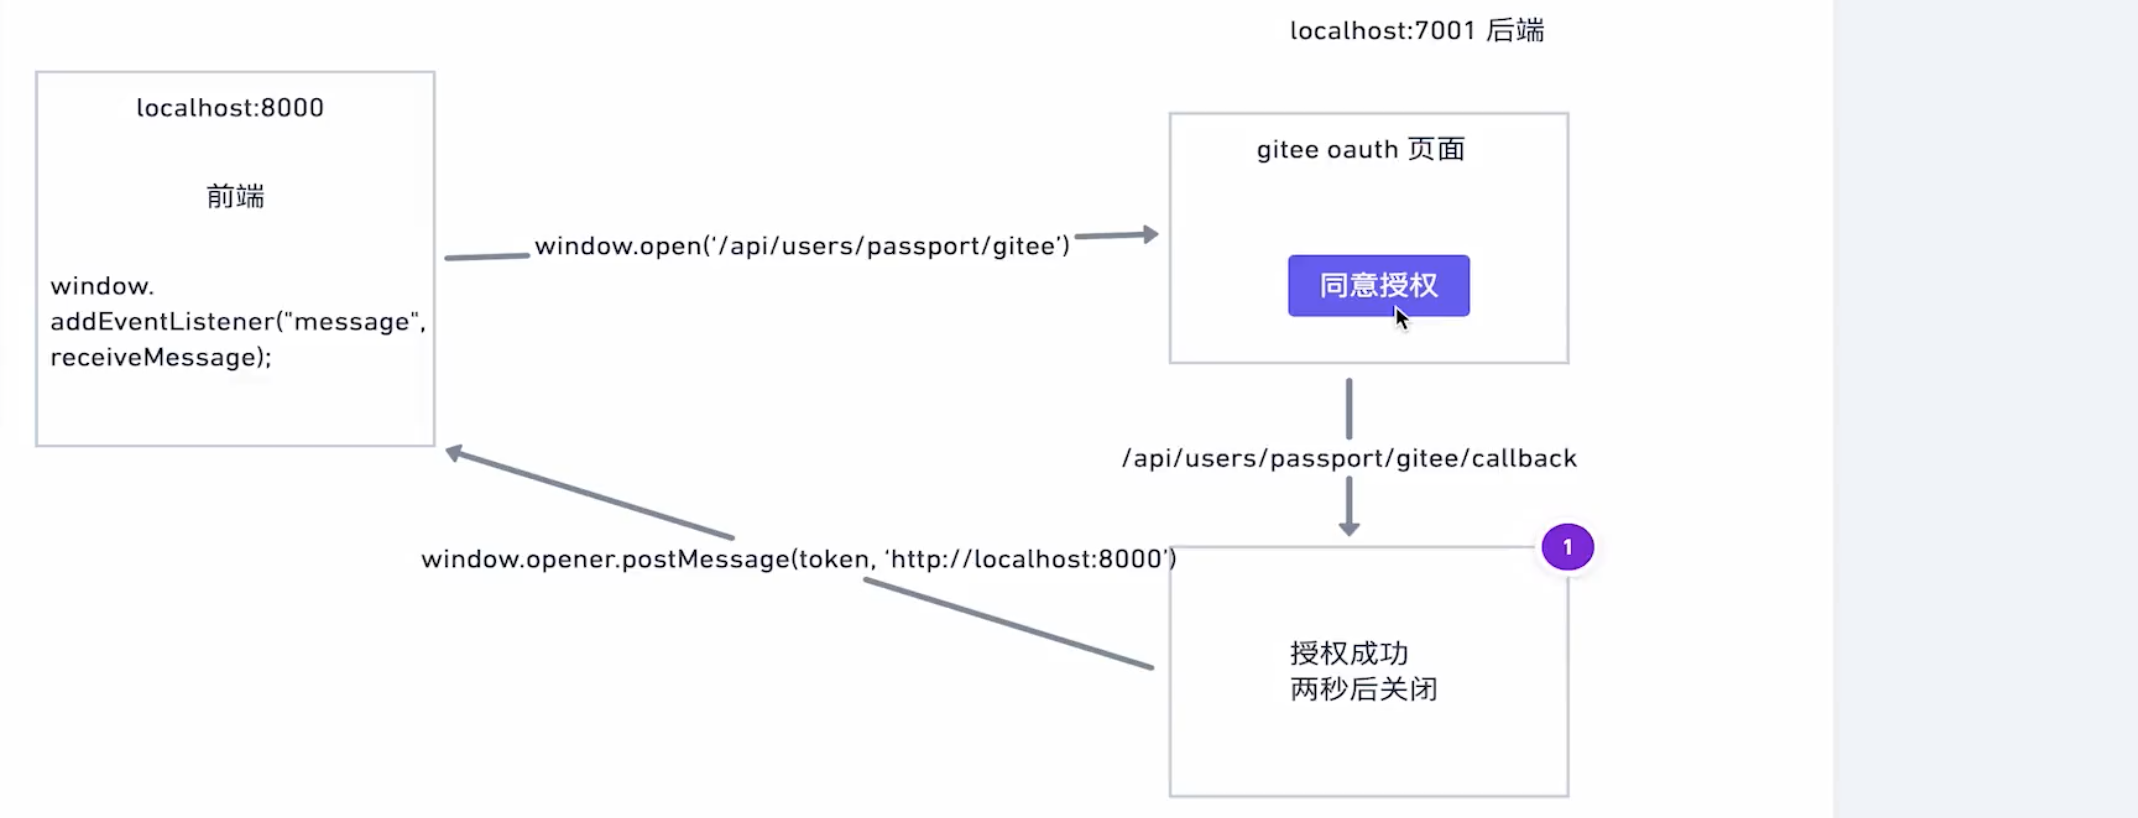 localhost:7001 后端
localhost:8000
前端
window.
addEventListener("message",
receiveMessage);
window.open(‘/api/users/passport/gitee’)
gitee oauth 页面
同意授权
/api/users/passport/gitee/callback
window.opener.postMessage(token, ‘http://localhost:8000’)
1
授权成功
两秒后关闭